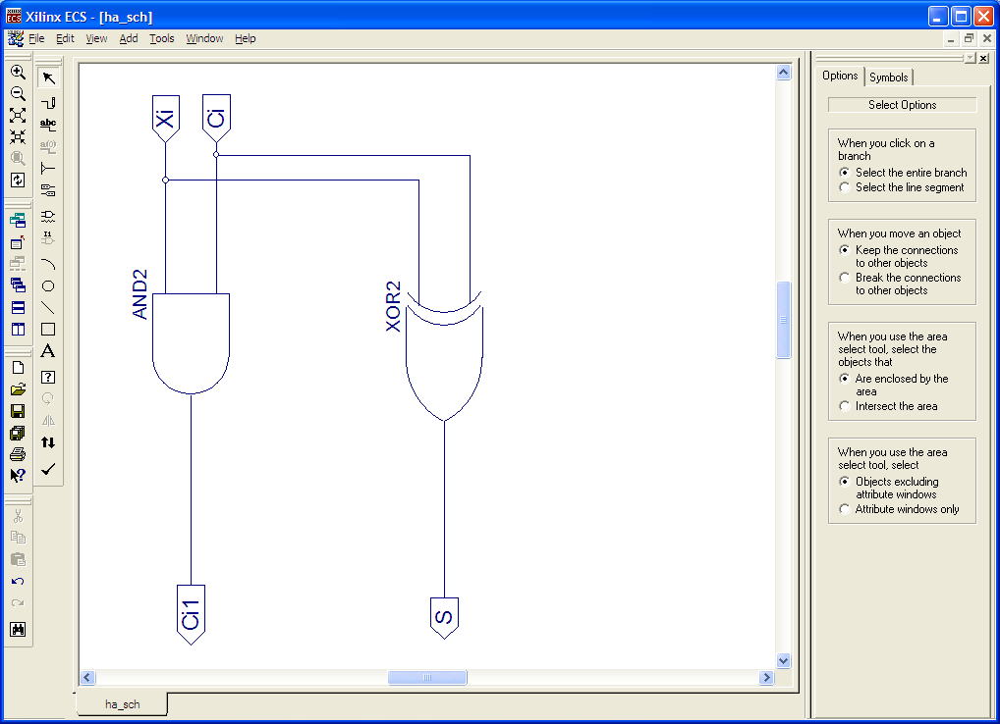 Xilinx ECS - [ha_sch]
File Edit View Add Tools Window Help
Xi
Ci
AND2
XOR2
Ci1
S
ha_sch
Options Symbols
Select Options
When you click on a
branch
Select the entire branch
Select the line segment
When you move an object
Keep the connections
to other objects
Break the connections
to other objects
When you use the area
select tool, select the
objects that
Are enclosed by the
area
Intersect the area
When you use the area
select tool, select
Objects excluding
attribute windows
Attribute windows only